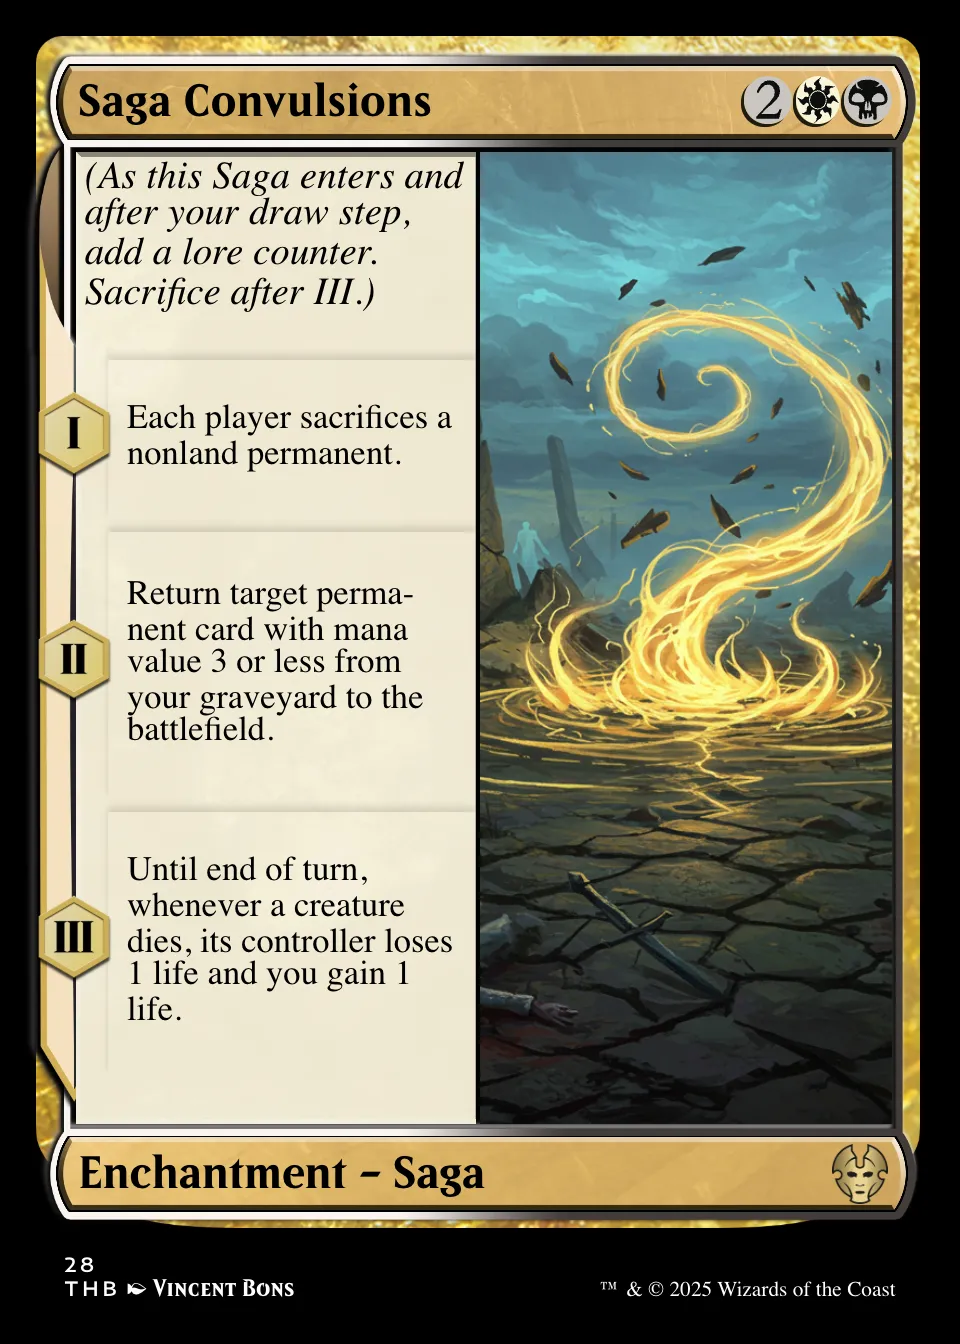 Saga Convulsions 2
(As this Saga enters and
after your draw step,
add a lore counter.
Sacrifice after III.)
I
Each player sacrifices a
nonland permanent.
II
Return target perma-
nent card with mana
value 3 or less from
your graveyard to the
battlefield.
III
Until end of turn,
whenever a creature
dies, its controller loses
1 life and you gain 1
life.
Enchantment – Saga
28
THB VINCENT BONS
™ & © 2025 Wizards of the Coast